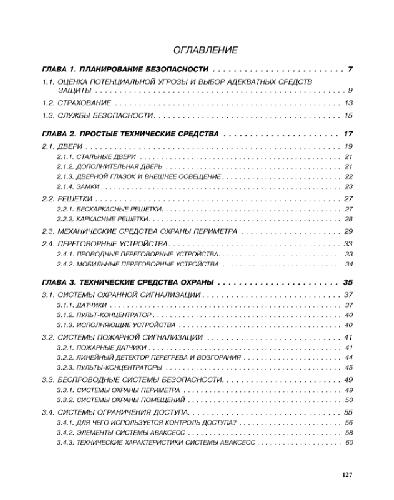 ОГЛАВЛЕНИЕ
ГЛАВА 1. ПЛАНИРОВАНИЕ БЕЗОПАСНОСТИ . . . . . . . . . . . . . . . . . . . . . . . . . 7
1.1. ОЦЕНКА ПОТЕНЦИАЛЬНОЙ УГРОЗЫ И ВЫБОР АДЕКВАТНЫХ СРЕДСТВ
ЗАЩИТЫ . . . . . . . . . . . . . . . . . . . . . . . . . . . . . . . . . . . . . . . . 9
1.2. СТРАХОВАНИЕ . . . . . . . . . . . . . . . . . . . . . . . . . . . . . . . . . . . . 13
1.3. СЛУЖБЫ БЕЗОПАСНОСТИ. . . . . . . . . . . . . . . . . . . . . . . . . . . . . . 15
ГЛАВА 2. ПРОСТЫЕ ТЕХНИЧЕСКИЕ СРЕДСТВА . . . . . . . . . . . . . . . . . . . . . . 17
2.1. ДВЕРИ . . . . . . . . . . . . . . . . . . . . . . . . . . . . . . . . . . . . . . . . 19
2.1.1. СТАЛЬНЫЕ ДВЕРИ . . . . . . . . . . . . . . . . . . . . . . . . . . . . . . . . 21
2.1.2. ДОПОЛНИТЕЛЬНАЯ ДВЕРЬ . . . . . . . . . . . . . . . . . . . . . . . . . . . . 21
2.1.3. ДВЕРНОЙ ГЛАЗОК И ВНЕШНЕЕ ОСВЕЩЕНИЕ . . . . . . . . . . . . . . . . . . . 22
2.1.4. ЗАМКИ . . . . . . . . . . . . . . . . . . . . . . . . . . . . . . . . . . . . . . 23
2.2. РЕШЕТКИ . . . . . . . . . . . . . . . . . . . . . . . . . . . . . . . . . . . . . . 27
2.2.1. БЕСКАРКАСНЫЕ РЕШЕТКИ. . . . . . . . . . . . . . . . . . . . . . . . . . . . . 27
2.2.2. КАРКАСНЫЕ РЕШЕТКИ. . . . . . . . . . . . . . . . . . . . . . . . . . . . . . . 28
2.3. МЕХАНИЧЕСКИЕ СРЕДСТВА ОХРАНЫ ПЕРИМЕТРА . . . . . . . . . . . . . . . . . 29
2.4. ПЕРЕГОВОРНЫЕ УСТРОЙСТВА . . . . . . . . . . . . . . . . . . . . . . . . . . . . 33
2.4.1. ПРОВОДНЫЕ ПЕРЕГОВОРНЫЕ УСТРОЙСТВА. . . . . . . . . . . . . . . . . . . . 33
2.4.2. МОБИЛЬНЫЕ ПЕРЕГОВОРНЫЕ УСТРОЙСТВА . . . . . . . . . . . . . . . . . . . 34
ГЛАВА 3. ТЕХНИЧЕСКИЕ СРЕДСТВА ОХРАНЫ . . . . . . . . . . . . . . . . . . . . . . . 35
3.1. СИСТЕМЫ ОХРАННОЙ СИГНАЛИЗАЦИИ . . . . . . . . . . . . . . . . . . . . . . . 37
3.1.1. ДАТЧИКИ . . . . . . . . . . . . . . . . . . . . . . . . . . . . . . . . . . . . . 37
3.1.2. ПУЛЬТ-КОНЦЕНТРАТОР . . . . . . . . . . . . . . . . . . . . . . . . . . . . . . 40
3.1.3. ИСПОЛНЯЮЩИЕ УСТРОЙСТВА . . . . . . . . . . . . . . . . . . . . . . . . . . 40
3.2. СИСТЕМЫ ПОЖАРНОЙ СИГНАЛИЗАЦИИ . . . . . . . . . . . . . . . . . . . . . . . 41
3.2.1. ПОЖАРНЫЕ ДАТЧИКИ . . . . . . . . . . . . . . . . . . . . . . . . . . . . . . . 41
3.2.2. ЛИНЕЙНЫЙ ДЕТЕКТОР ПЕРЕГРЕВА И ВОЗГОРАНИЯ . . . . . . . . . . . . . . . 44
3.2.3. ПУЛЬТЫ-КОНЦЕНТРАТОРЫ . . . . . . . . . . . . . . . . . . . . . . . . . . . . 45
3.3. БЕСПРОВОДНЫЕ СИСТЕМЫ БЕЗОПАСНОСТИ. . . . . . . . . . . . . . . . . . . . . 49
3.3.1. СИСТЕМЫ ОХРАНЫ ПЕРИМЕТРА . . . . . . . . . . . . . . . . . . . . . . . . . 49
3.3.2. СИСТЕМЫ ОХРАНЫ ПОМЕЩЕНИЙ . . . . . . . . . . . . . . . . . . . . . . . . 50
3.4. СИСТЕМЫ ОГРАНИЧЕНИЯ ДОСТУПА. . . . . . . . . . . . . . . . . . . . . . . . . . 55
3.4.1. ДЛЯ ЧЕГО ИСПОЛЬЗУЕТСЯ КОНТРОЛЬ ДОСТУПА? . . . . . . . . . . . . . . . . 56
3.4.2. ЭЛЕМЕНТЫ СИСТЕМЫ АВАКСЕСС . . . . . . . . . . . . . . . . . . . . . . . . 58
3.4.3. ТЕХНИЧЕСКИЕ ХАРАКТЕРИСТИКИ СИСТЕМЫ АВАКСЕСС . . . . . . . . . . . . . 60
127